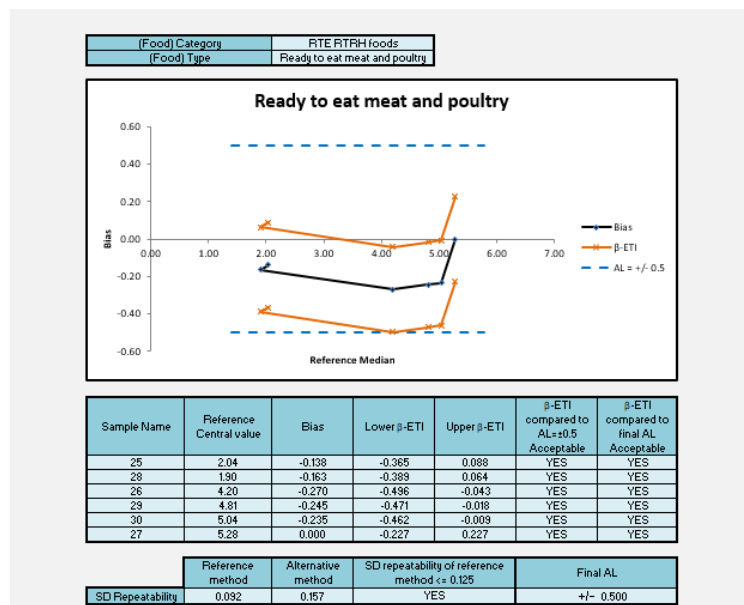 (Food) Category RTE RTRH foods
(Food) Type Ready to eat meat and poultry
Ready to eat meat and poultry
0.60
0.40
0.20
0.00
-0.20
-0.40
-0.60
0.00 1.00 2.00 3.00 4.00 5.00 6.00 7.00
Bias
Reference Median
Bias
β-ETI
AL = +/- 0.5
Sample Name Reference Central value Bias Lower β-ETI Upper β-ETI β-ETI compared to AL=±0.5 Acceptable β-ETI compared to final AL Acceptable
25 2.04 -0.138 -0.365 0.088 YES YES
28 1.90 -0.163 -0.389 0.064 YES YES
26 4.20 -0.270 -0.496 -0.043 YES YES
29 4.81 -0.245 -0.471 -0.018 YES YES
30 5.04 -0.235 -0.462 -0.009 YES YES
27 5.28 0.000 -0.227 0.227 YES YES
Reference method Alternative method SD repeatability of reference method <= 0.125 Final AL
SD Repeatability 0.092 0.157 YES +/- 0.500